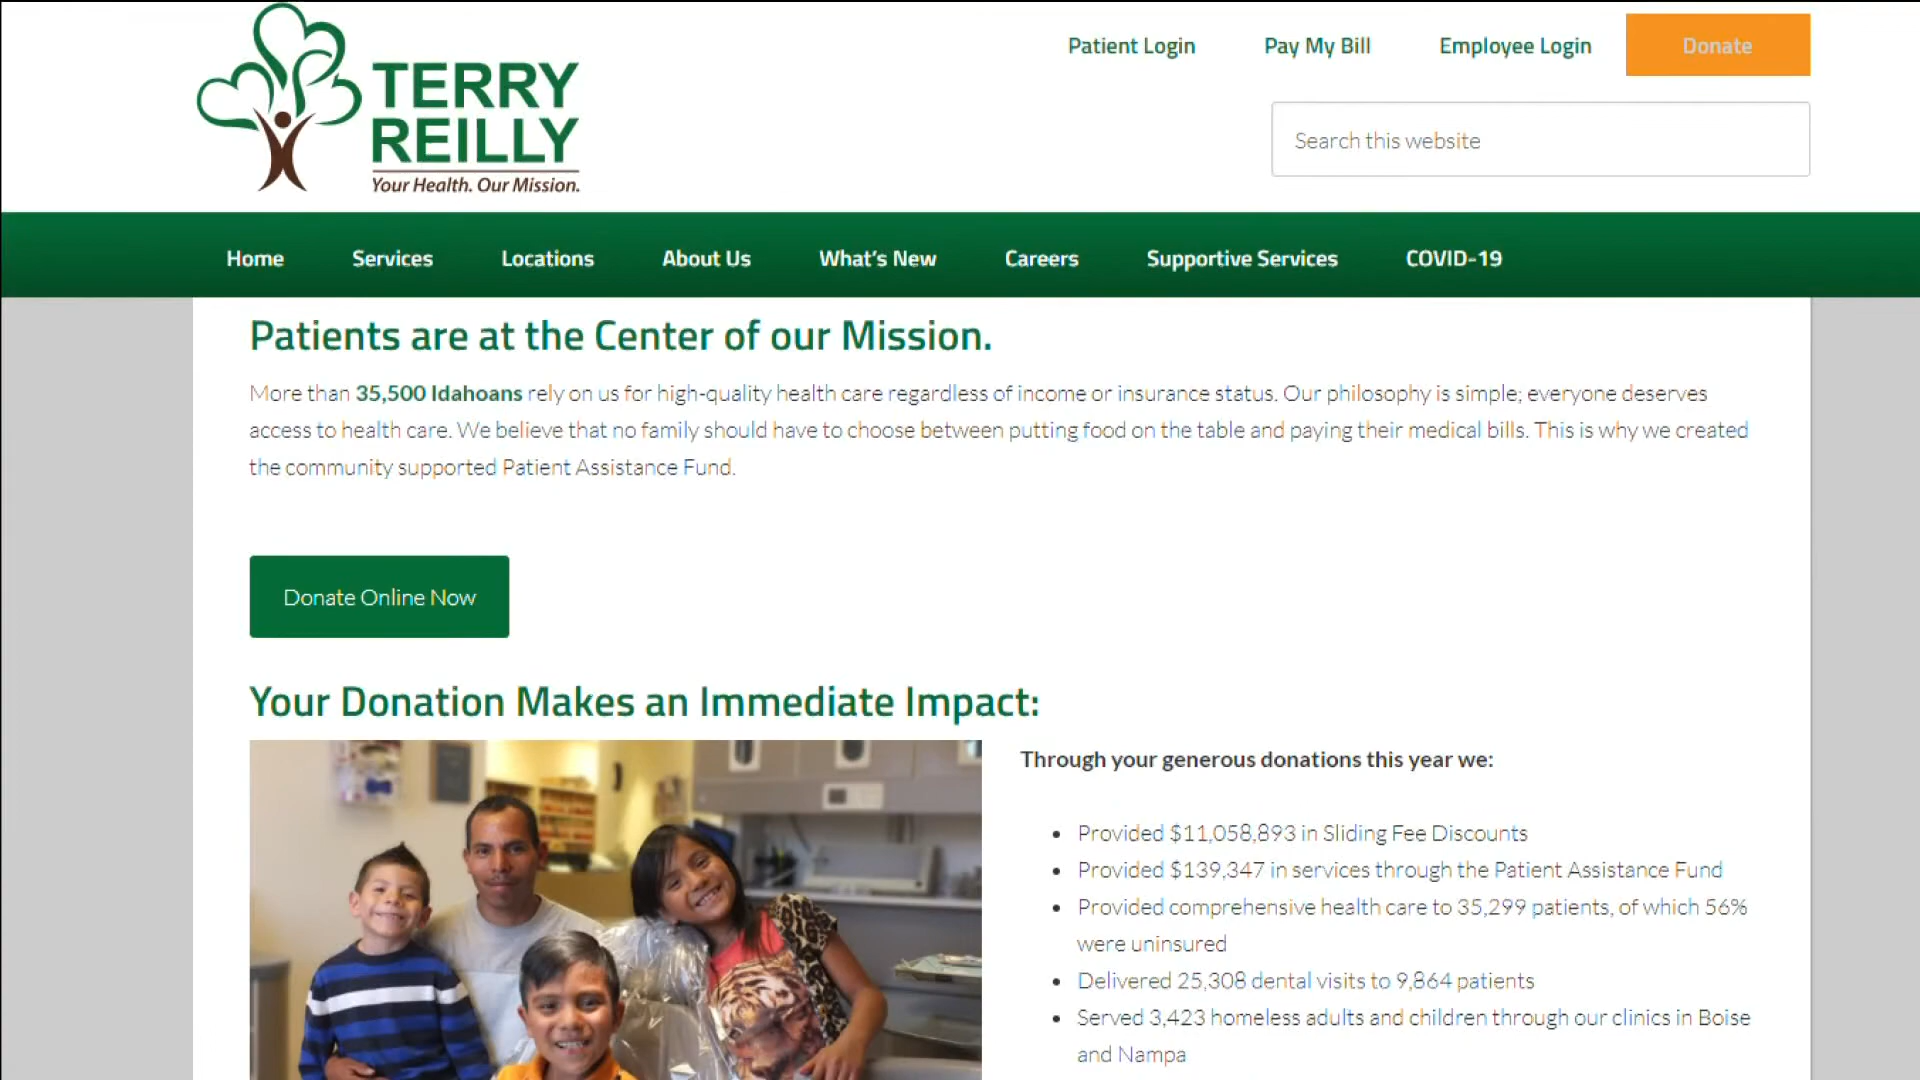 TERRY
REILLY
Your Health. Our Mission.
Patient Login
Pay My Bill
Employee Login
Donate
Search this website
Home
Services
Locations
About Us
What's New
Careers
Supportive Services
COVID-19
Patients are at the Center of our Mission.
More than 35,500 Idahoans rely on us for high-quality health care regardless of income or insurance status. Our philosophy is simple; everyone deserves
access to health care. We believe that no family should have to choose between putting food on the table and paying their medical bills. This is why we created
the community supported Patient Assistance Fund.
Donate Online Now
Your Donation Makes an Immediate Impact:
Through your generous donations this year we:
• Provided $11,058,893 in Sliding Fee Discounts
• Provided $139,347 in services through the Patient Assistance Fund
• Provided comprehensive health care to 35,299 patients, of which 56%
were uninsured
• Delivered 25,308 dental visits to 9,864 patients
• Served 3,423 homeless adults and children through our clinics in Boise
and Nampa